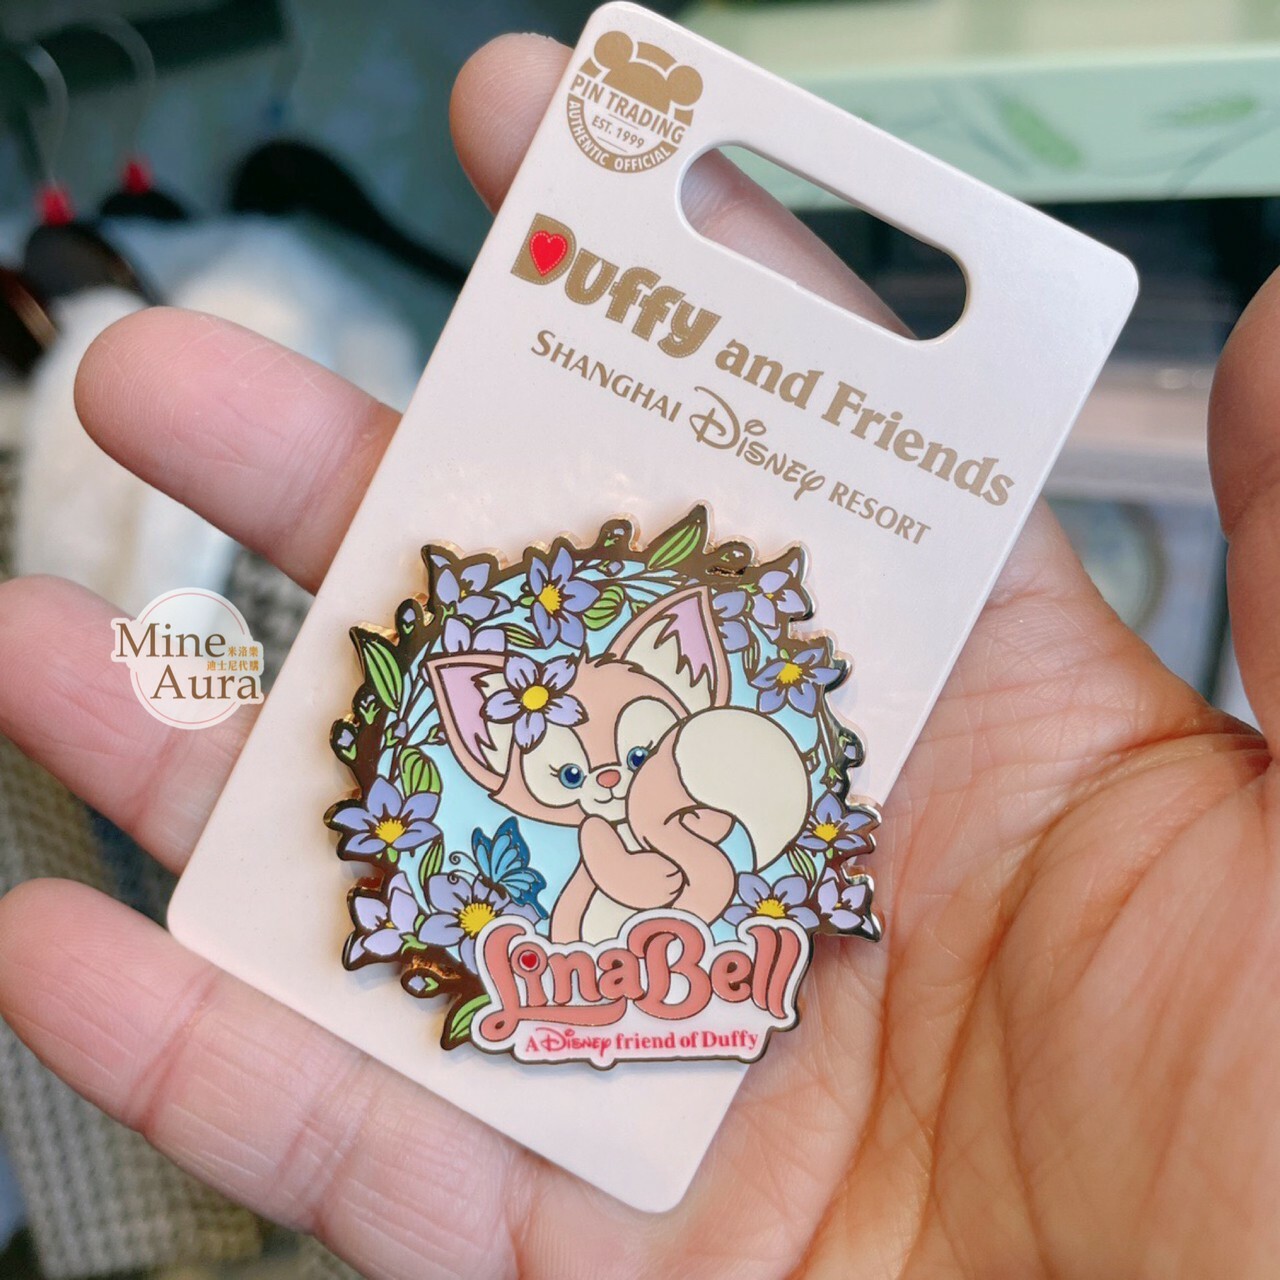 PIN TRADING
EST. 1999
AUTHENTIC OFFICIAL
Duffy and Friends
SHANGHAI Disney RESORT
Mine
米洛樂
迪士尼代購
Aura
LinaBell
A Disney friend of Duffy